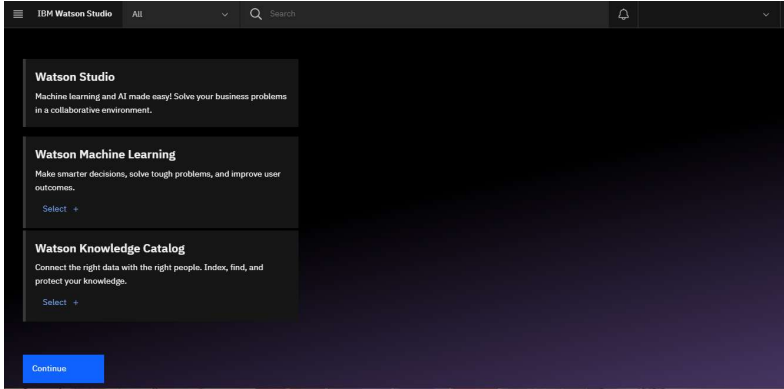 IBM Watson Studio All Search
Watson Studio
Machine learning and AI made easy! Solve your business problems
in a collaborative environment.
Watson Machine Learning
Make smarter decisions, solve tough problems, and improve user
outcomes.
Select +
Watson Knowledge Catalog
Connect the right data with the right people. Index, find, and
protect your knowledge.
Select +
Continue